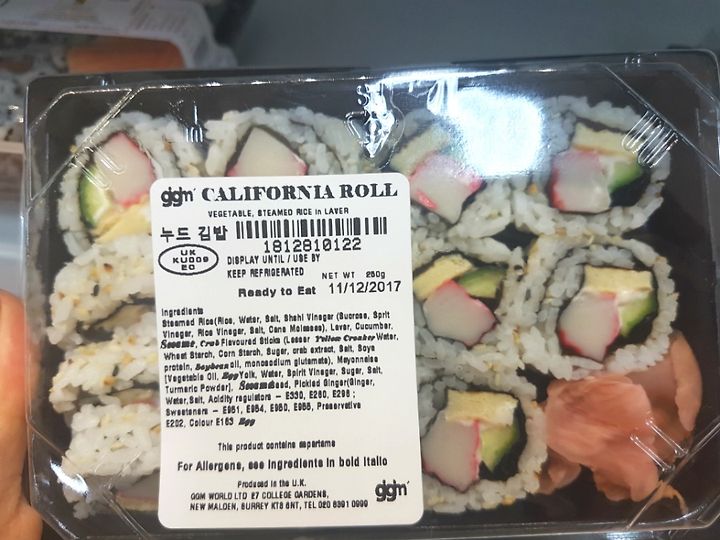 ggm CALIFORNIA ROLL
VEGETABLE, STEAMED RICE in LAVER
누드 김밥
1812810122
UK
KU009
EC
DISPLAY UNTIL / USE BY
KEEP REFRIGERATED
NET WT 250g
Ready to Eat 11/12/2017
Ingredients
Steamed Rice(Rice, Water, Salt, Shshi Vinegar (Sucrose, Sprit
Vinegar, Rice Vinegar, Salt, Cane Molasses), Laver, Cucumber,
Sesame, Crab Flavoured Sticks (Lesser Yellow Croaker Water,
Wheat Starch, Corn Starch, Sugar, crab extract, Salt, Soya
protein, Soybean oil, monosodium glutamate), Mayonnaise
[Vegetable Oil, Egg Yolk, Water, Spirit Vinegar, Sugar, Salt,
Turmeric Powder], Sesame Seed, Pickled Ginger(Ginger,
Water, Salt, Acidity regulators - E330, E260, E296 ;
Sweeteners - E951, E954, E950, E955, Preservative
E202, Colour E163 Egg
This product contains aspartame
For Allergens, see Ingredients in bold Italic
Produced in the U.K.
GGM WORLD LTD E7 COLLEGE GARDENS,
NEW MALDEN, SURREY KT3 6NT, TEL 020 8391 0999
ggm